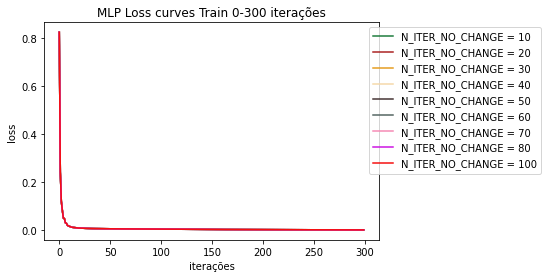 MLP Loss curves Train 0-300 iterações
N_ITER_NO_CHANGE = 10
N_ITER_NO_CHANGE = 20
N_ITER_NO_CHANGE = 30
N_ITER_NO_CHANGE = 40
N_ITER_NO_CHANGE = 50
N_ITER_NO_CHANGE = 60
N_ITER_NO_CHANGE = 70
N_ITER_NO_CHANGE = 80
N_ITER_NO_CHANGE = 100
loss
0.8
0.6
0.4
0.2
0.0
0 50 100 150 200 250 300
iterações